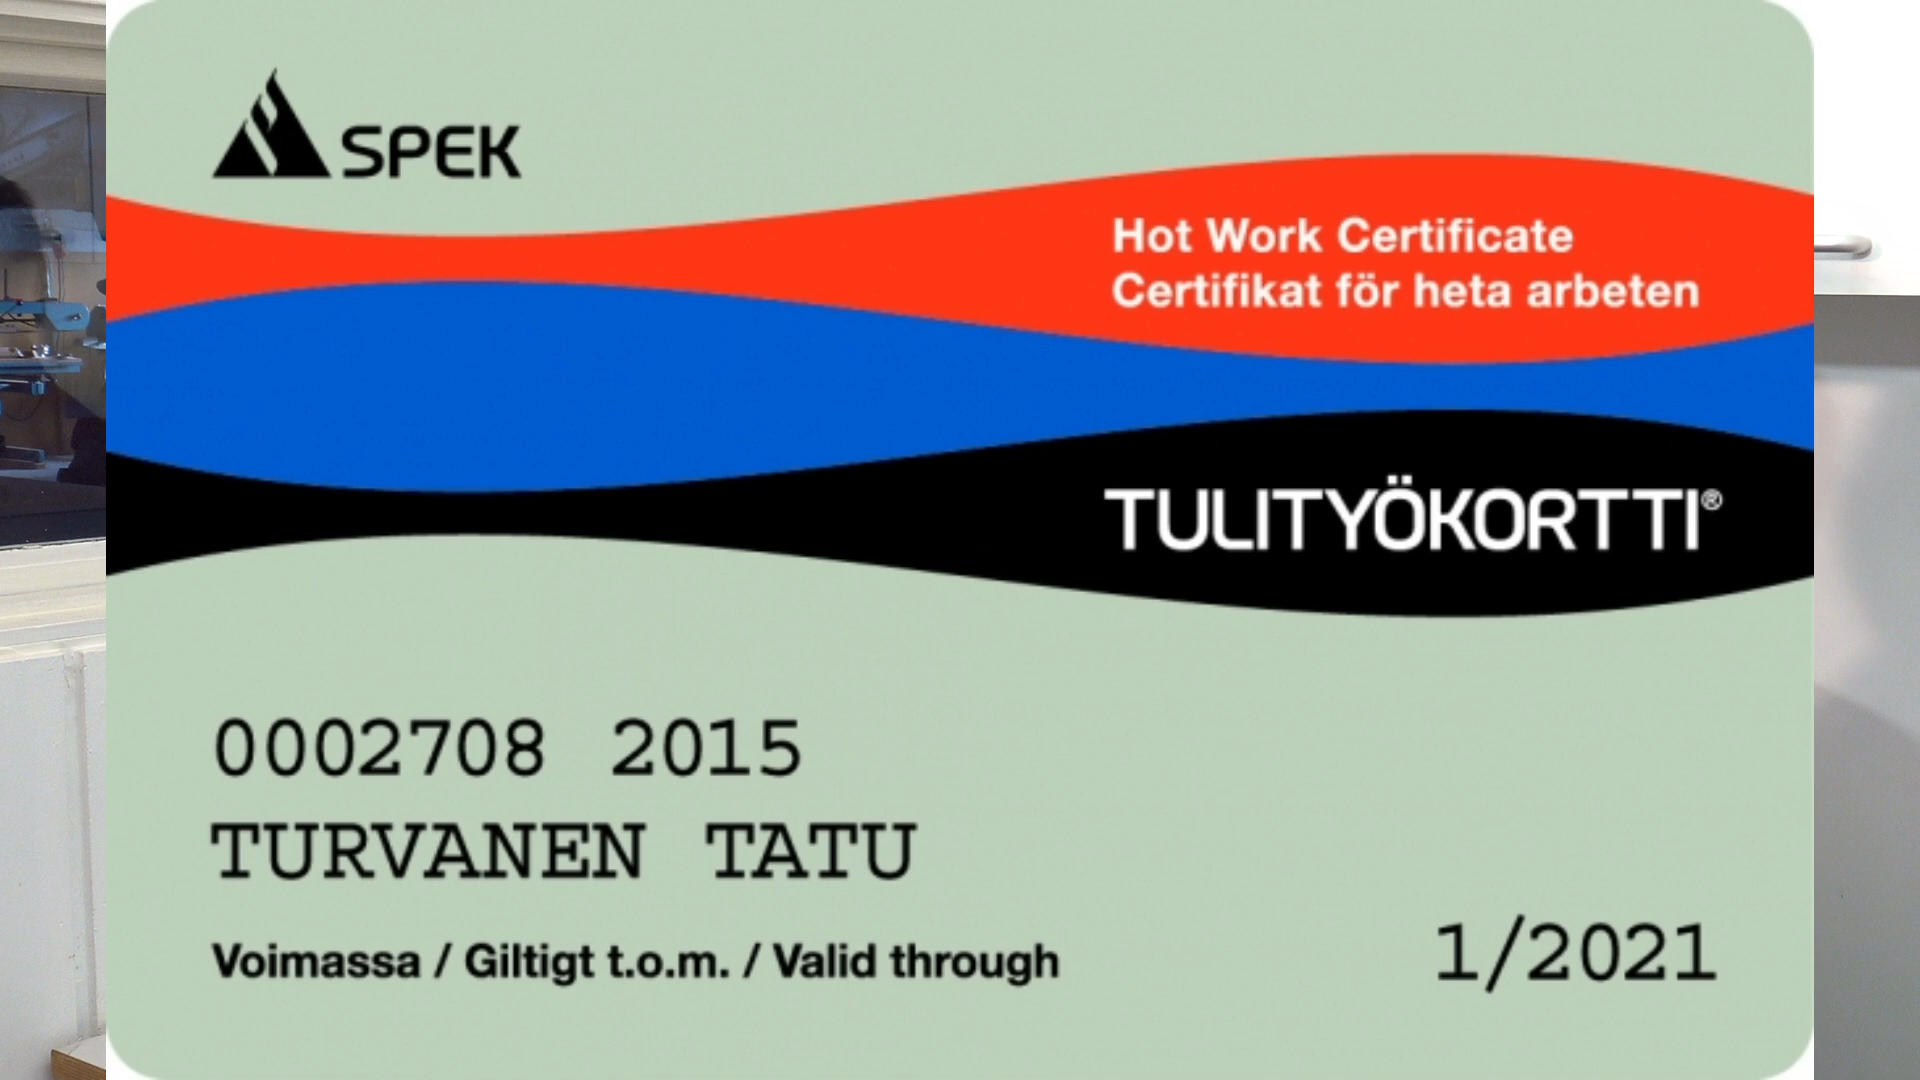 SPEK
Hot Work Certificate
Certifikat för heta arbeten
TULITYÖKORTTI®
0002708 2015
TURVANEN TATU
Voimassa / Giltigt t.o.m. / Valid through 1/2021